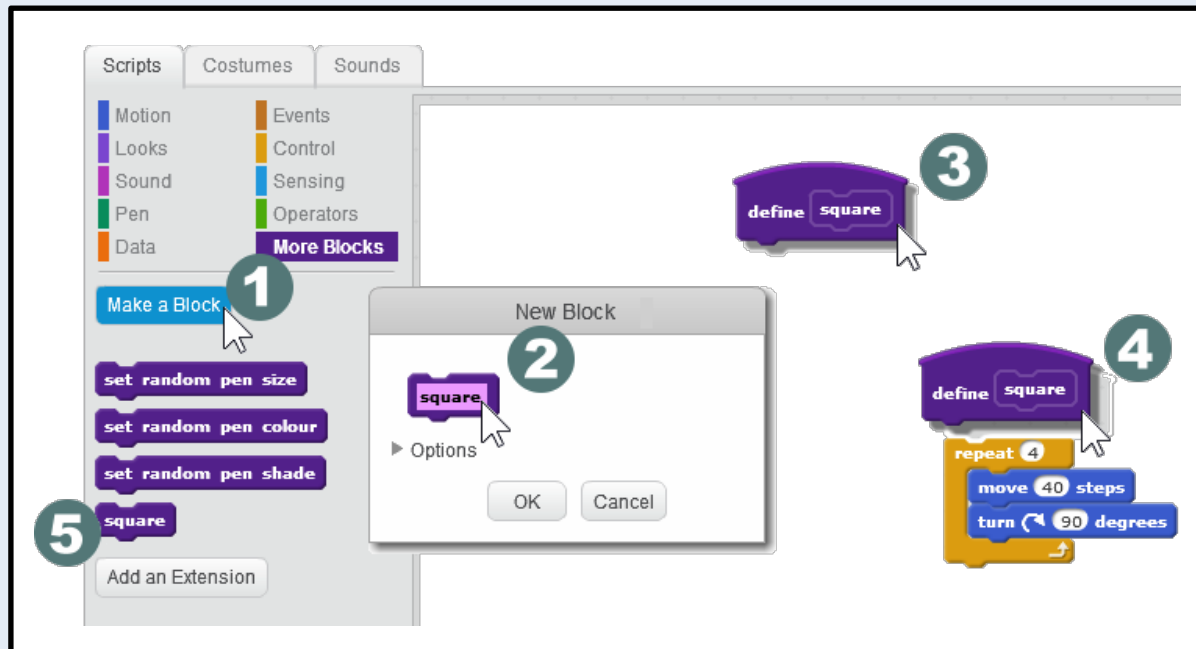 Scripts Costumes Sounds
Motion Events
Looks Control
Sound Sensing
Pen Operators
Data More Blocks
1
Make a Block
set random pen size
set random pen colour
set random pen shade
5
square
Add an Extension
New Block
2
square
Options
OK Cancel
3
define square
4
define square
repeat 4
move 40 steps
turn 90 degrees